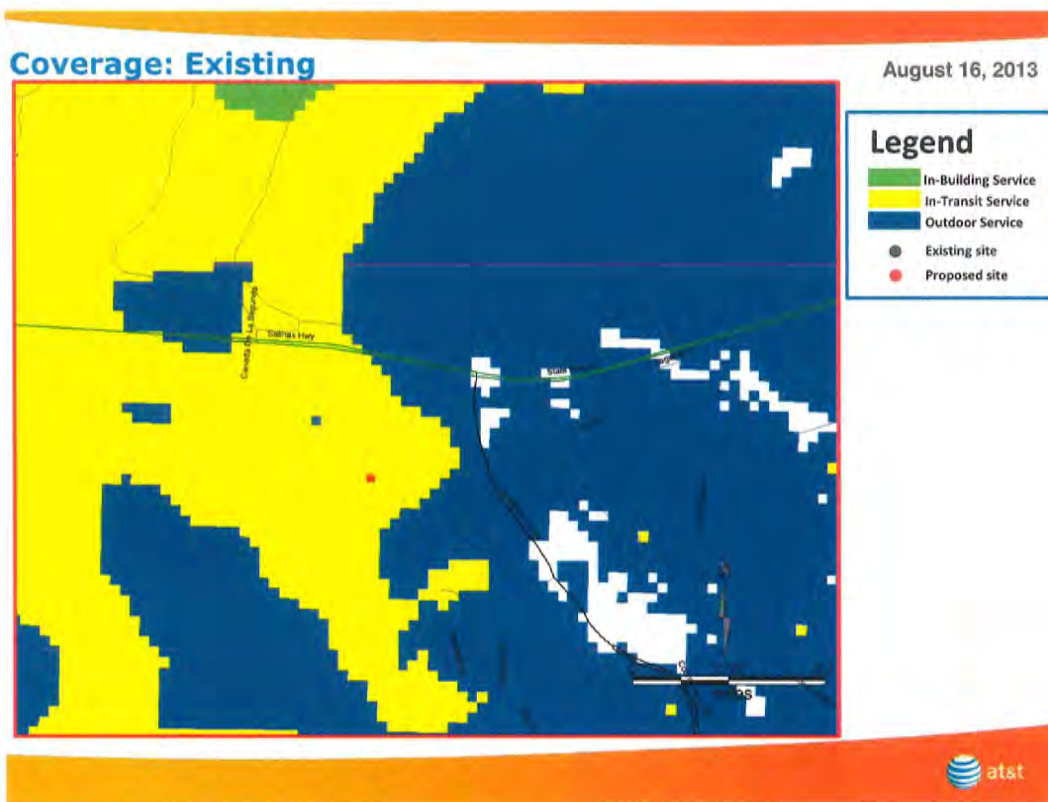 Coverage: Existing
August 16, 2013
Legend
In-Building Service
In-Transit Service
Outdoor Service
Existing site
Proposed site
Salinas Hwy
at&t